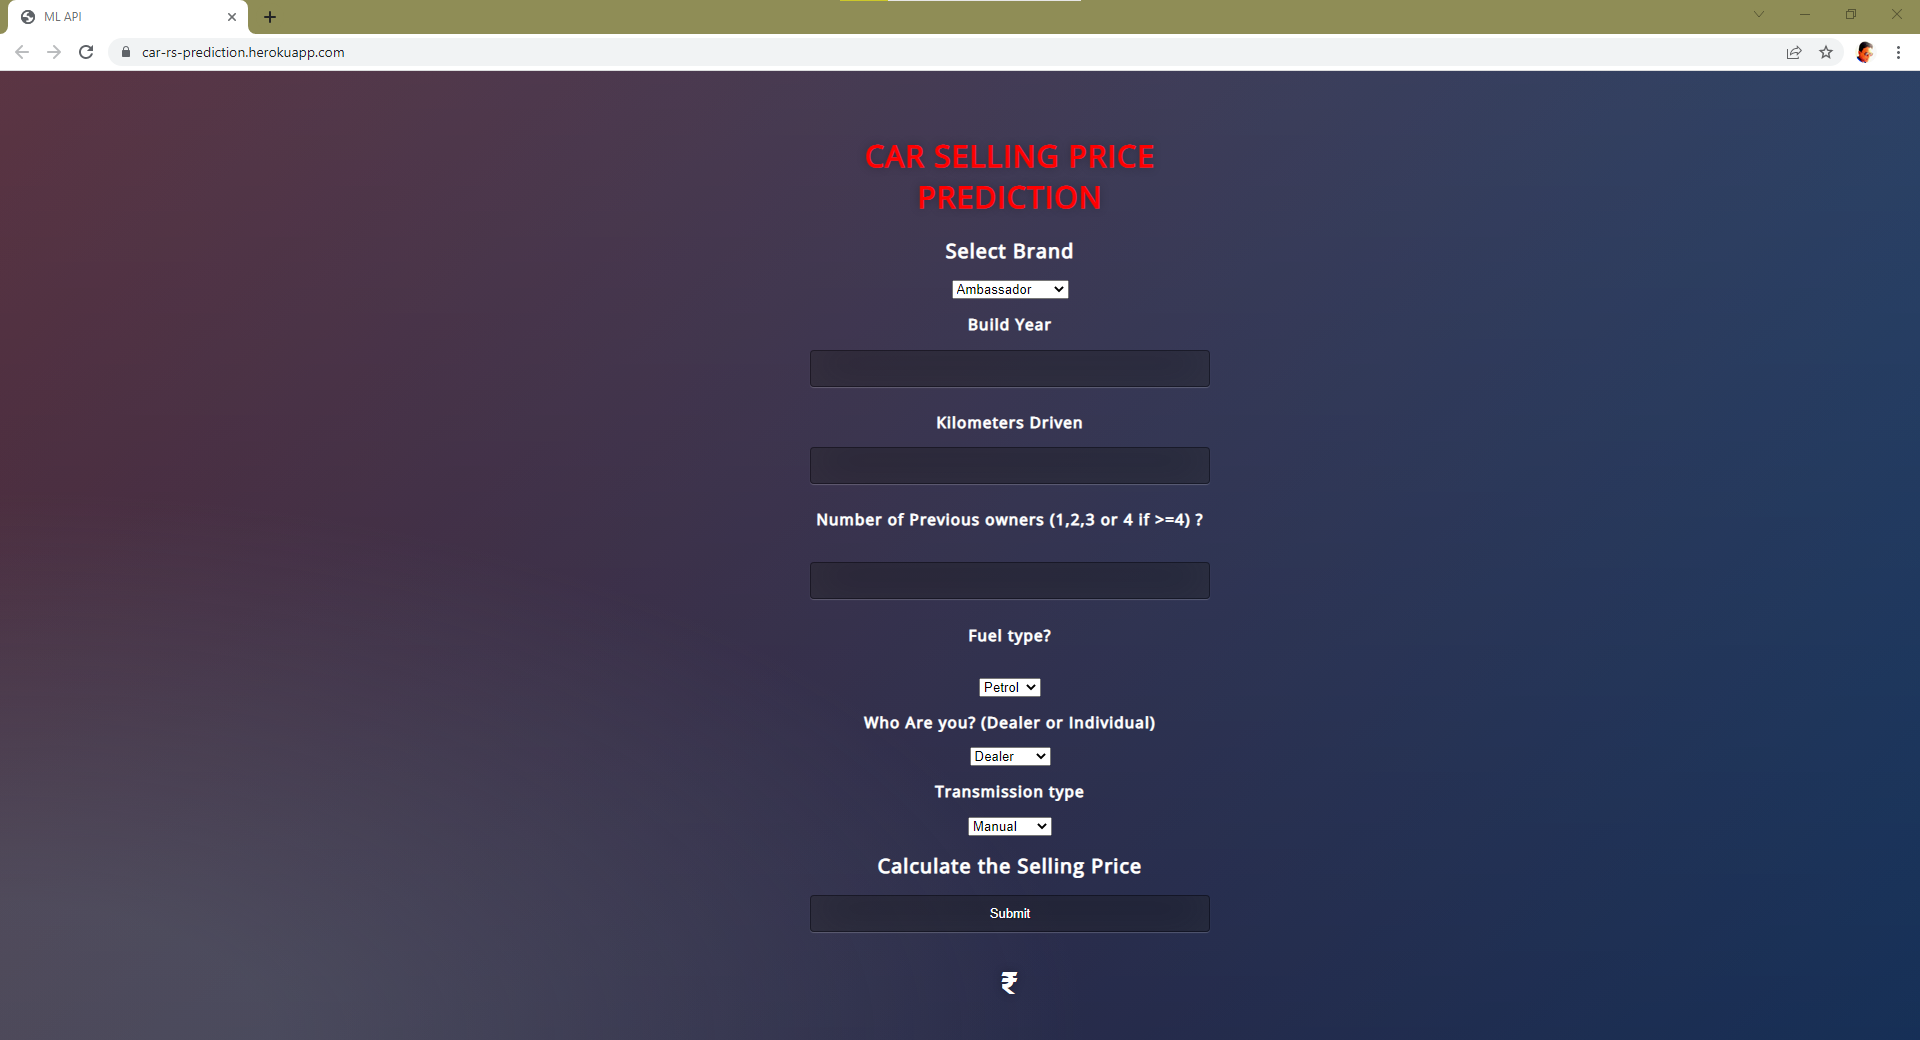 ML API
car-rs-prediction.herokuapp.com
CAR SELLING PRICE
PREDICTION
Select Brand
Ambassador
Build Year
Kilometers Driven
Number of Previous owners (1,2,3 or 4 if >=4) ?
Fuel type?
Petrol
Who Are you? (Dealer or Individual)
Dealer
Transmission type
Manual
Calculate the Selling Price
Submit
₹